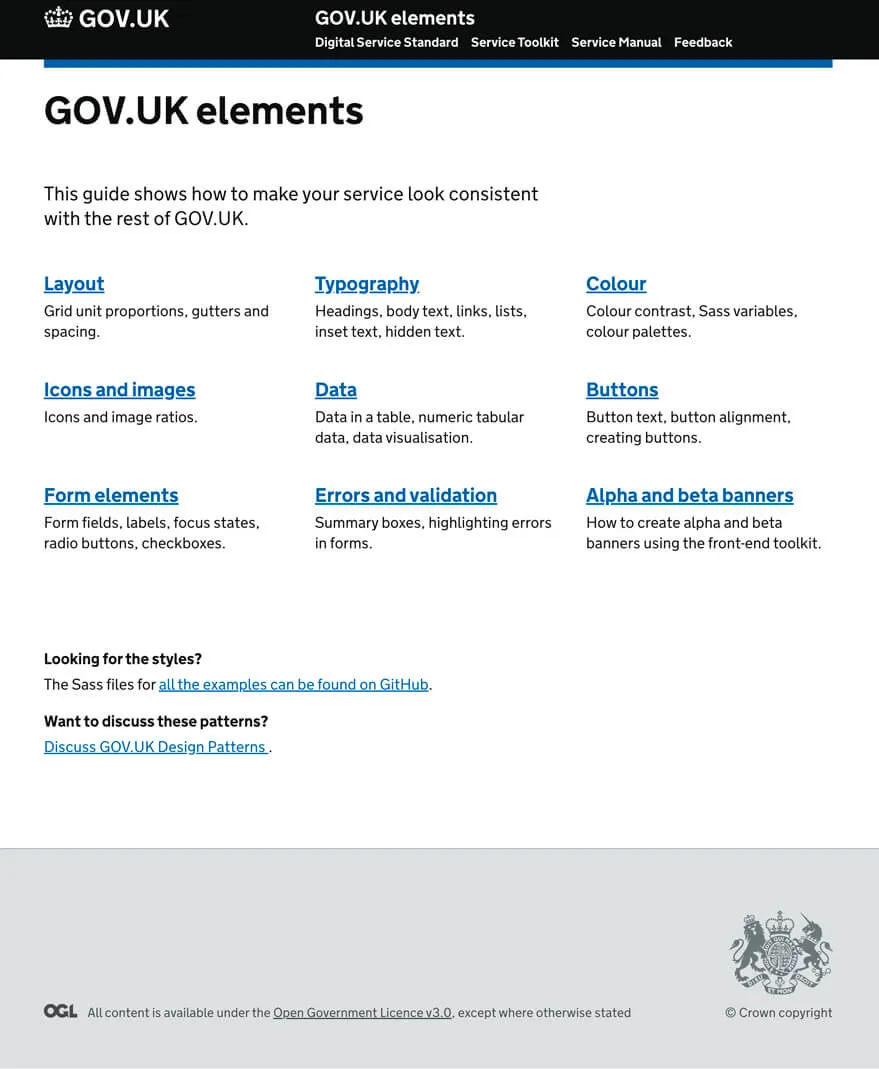 GOV.UK
GOV.UK elements
Digital Service Standard Service Toolkit Service Manual Feedback
GOV.UK elements
This guide shows how to make your service look consistent
with the rest of GOV.UK.
Layout
Grid unit proportions, gutters and
spacing.
Typography
Headings, body text, links, lists,
inset text, hidden text.
Colour
Colour contrast, Sass variables,
colour palettes.
Icons and images
Icons and image ratios.
Data
Data in a table, numeric tabular
data, data visualisation.
Buttons
Button text, button alignment,
creating buttons.
Form elements
Form fields, labels, focus states,
radio buttons, checkboxes.
Errors and validation
Summary boxes, highlighting errors
in forms.
Alpha and beta banners
How to create alpha and beta
banners using the front-end toolkit.
Looking for the styles?
The Sass files for all the examples can be found on GitHub.
Want to discuss these patterns?
Discuss GOV.UK Design Patterns .
OGL All content is available under the Open Government Licence v3.0, except where otherwise stated
© Crown copyright